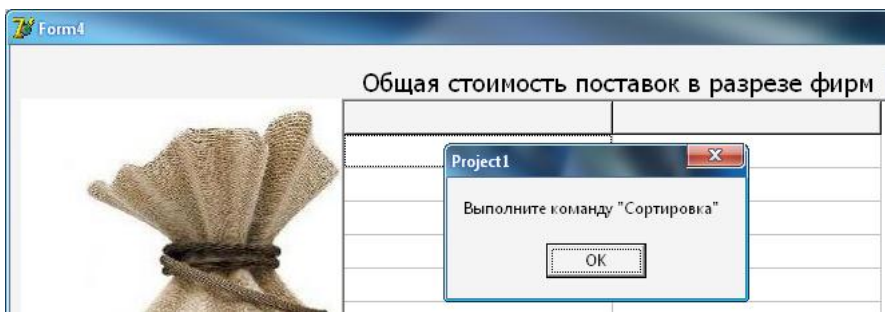 Form4
Общая стоимость поставок в разрезе фирм
Project1
Выполните команду "Сортировка"
OK